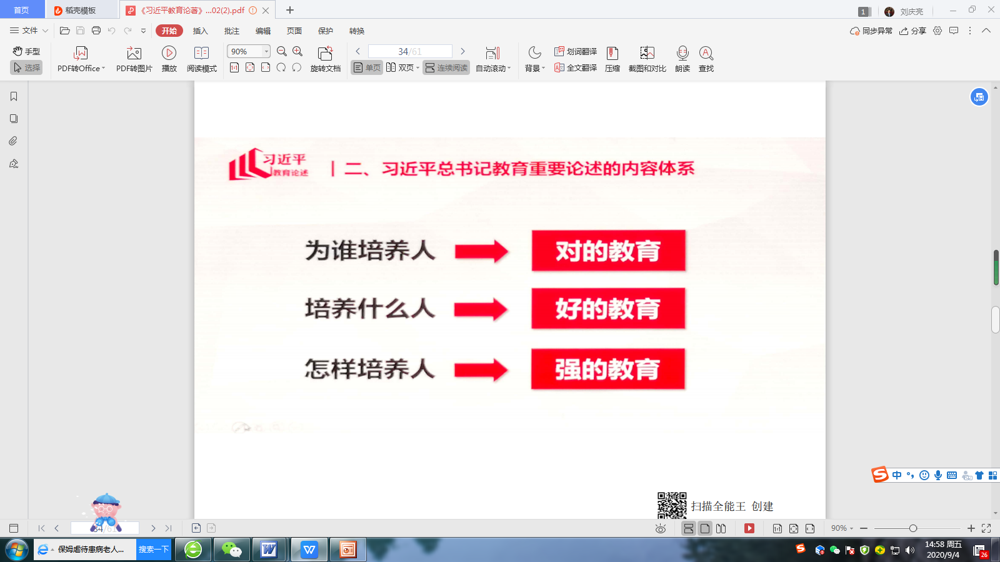 首页
稻壳模板
《习近平教育论著》...02(2).pdf
1
刘庆亮
文件
开始
插入
批注
编辑
页面
保护
转换
同步异常
分享
手型
选择
PDF转Office
PDF转图片
播放
阅读模式
90%
旋转文档
34/61
单页
双页
连续阅读
自动滚动
背景
划词翻译
全文翻译
压缩
截图和对比
朗读
查找
习近平
教育论述
二、习近平总书记教育重要论述的内容体系
为谁培养人
对的教育
培养什么人
好的教育
怎样培养人
强的教育
扫描全能王 创建
中
34/61
90%
保姆虐待患病老人...
搜索一下
14:58 周五
2020/9/4
26